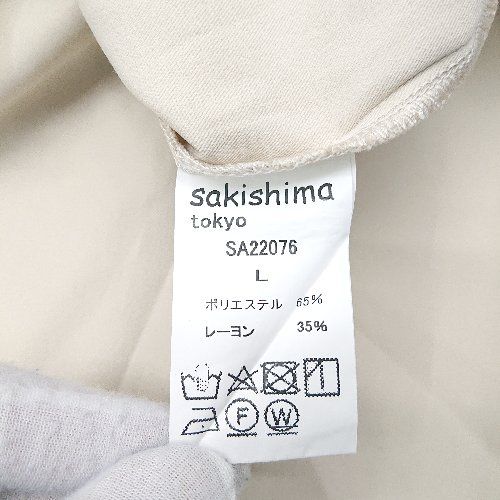 sakishima
tokyo
SA22076
L
ポリエステル 65%
レーヨン 35%
F W